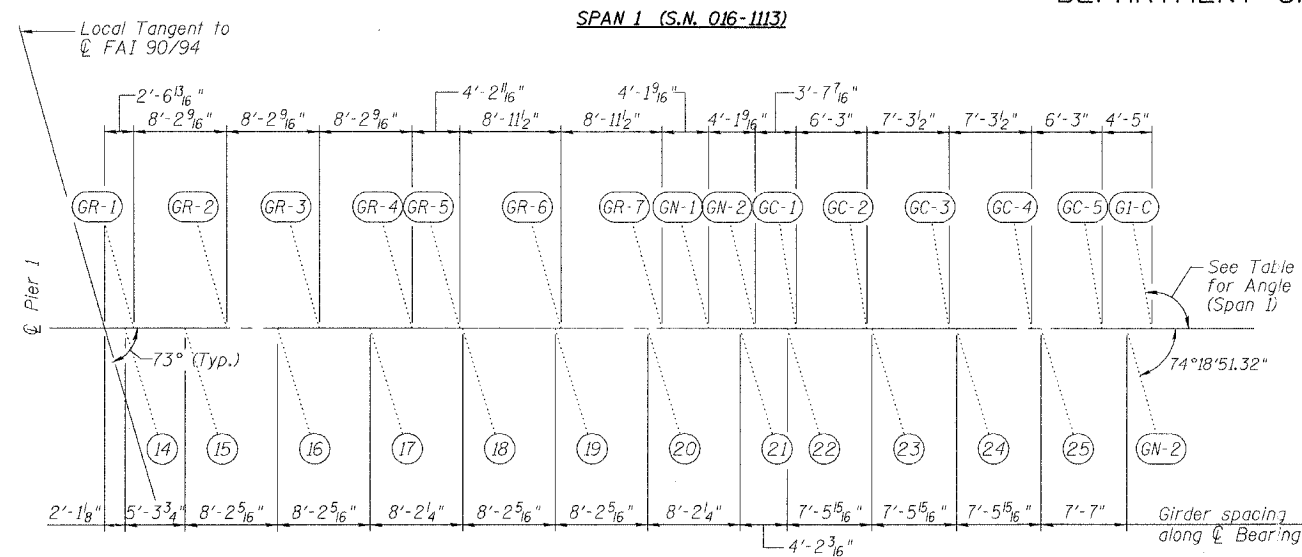 DEPARTMENT OF
SPAN 1 (S.N. 016-1113)
Local Tangent to
℄ FAI 90/94
2'-6 13/16"
4'-2 11/16"
4'-1 9/16"
3'-7 7/16"
8'-2 9/16"
8'-2 9/16"
8'-2 9/16"
8'-11 1/2"
8'-11 1/2"
4'-1 9/16"
6'-3"
7'-3 1/2"
7'-3 1/2"
6'-3"
4'-5"
GR-1
GR-2
GR-3
GR-4
GR-5
GR-6
GR-7
GN-1
GN-2
GC-1
GC-2
GC-3
GC-4
GC-5
G1-C
℄ Pier 1
See Table
for Angle
(Span 1)
73° (Typ.)
74°18'51.32"
14
15
16
17
18
19
20
21
22
23
24
25
GN-2
2'-1 1/8"
5'-3 3/4"
8'-2 5/16"
8'-2 5/16"
8'-2 1/4"
8'-2 5/16"
8'-2 5/16"
8'-2 1/4"
7'-5 15/16"
7'-5 15/16"
7'-5 15/16"
7'-7"
Girder spacing
along ℄ Bearing
4'-2 3/16"